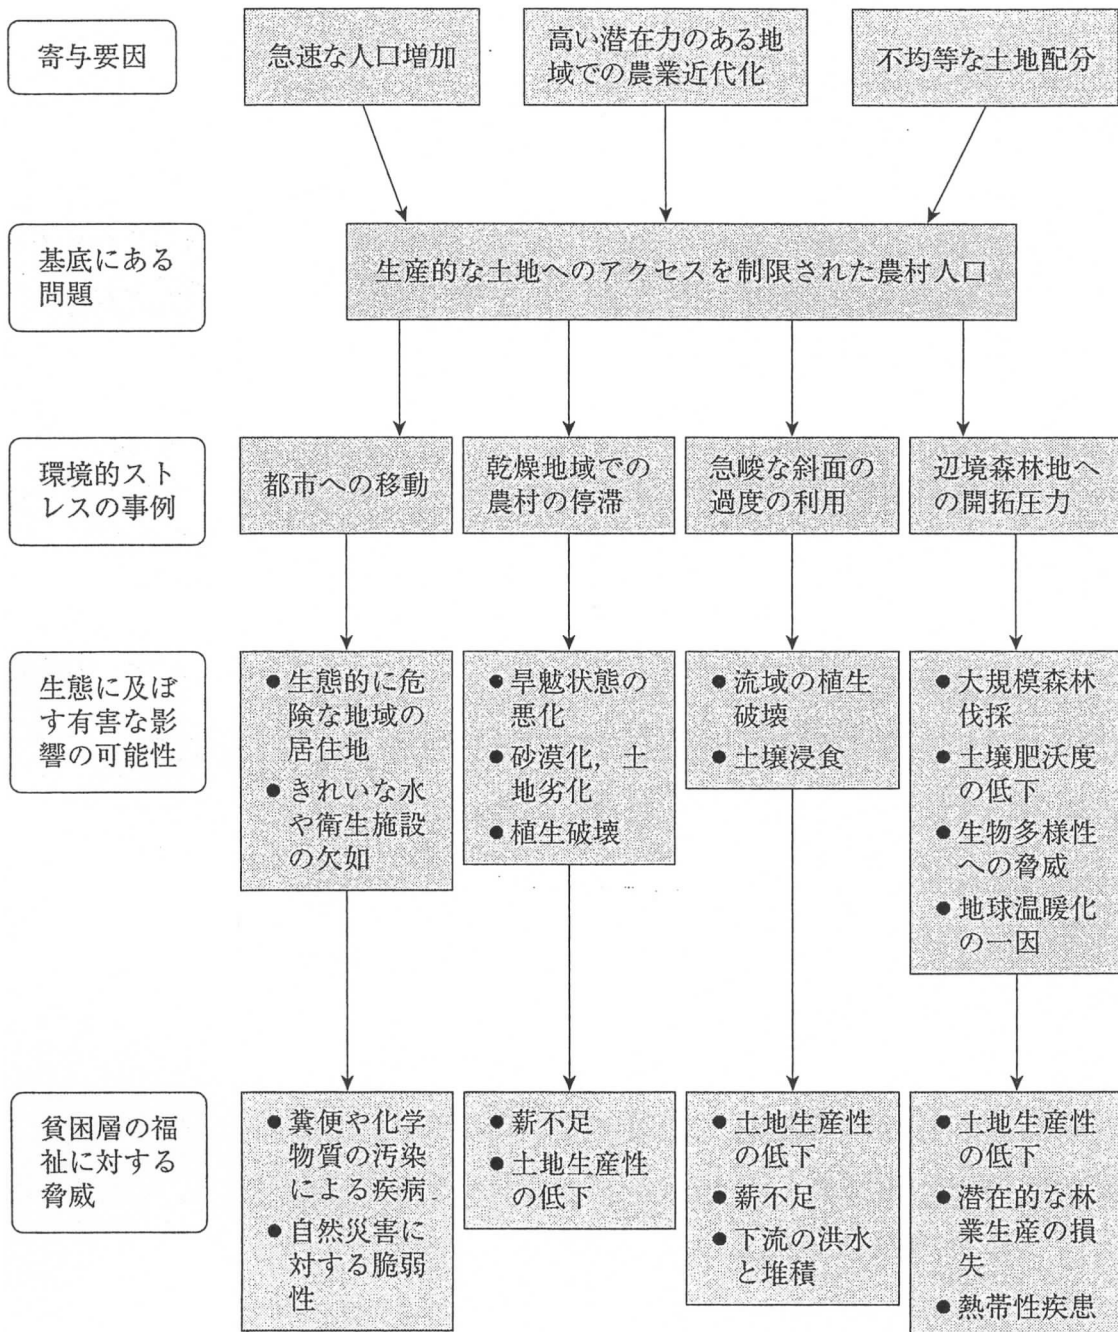 寄与要因
急速な人口増加
高い潜在力のある地
域での農業近代化
不均等な土地配分
基底にある
問題
生産的な土地へのアクセスを制限された農村人口
環境的スト
レスの事例
都市への移動
乾燥地域での
農村の停滞
急峻な斜面の
過度の利用
辺境森林地へ
の開拓圧力
生態に及ぼ
す有害な影
響の可能性
●生態的に危
険な地域の
居住地
●きれいな水
や衛生施設
の欠如
●旱魃状態の
悪化
●砂漠化，土
地劣化
●植生破壊
●流域の植生
破壊
●土壌浸食
●大規模森林
伐採
●土壌肥沃度
の低下
●生物多様性
への脅威
●地球温暖化
の一因
貧困層の福
祉に対する
脅威
●糞便や化学
物質の汚染
による疾病
●自然災害に
対する脆弱
性
●薪不足
●土地生産性
の低下
●土地生産性
の低下
●薪不足
●下流の洪水
と堆積
●土地生産性
の低下
●潜在的な林
業生産の損
失
●熱帯性疾患